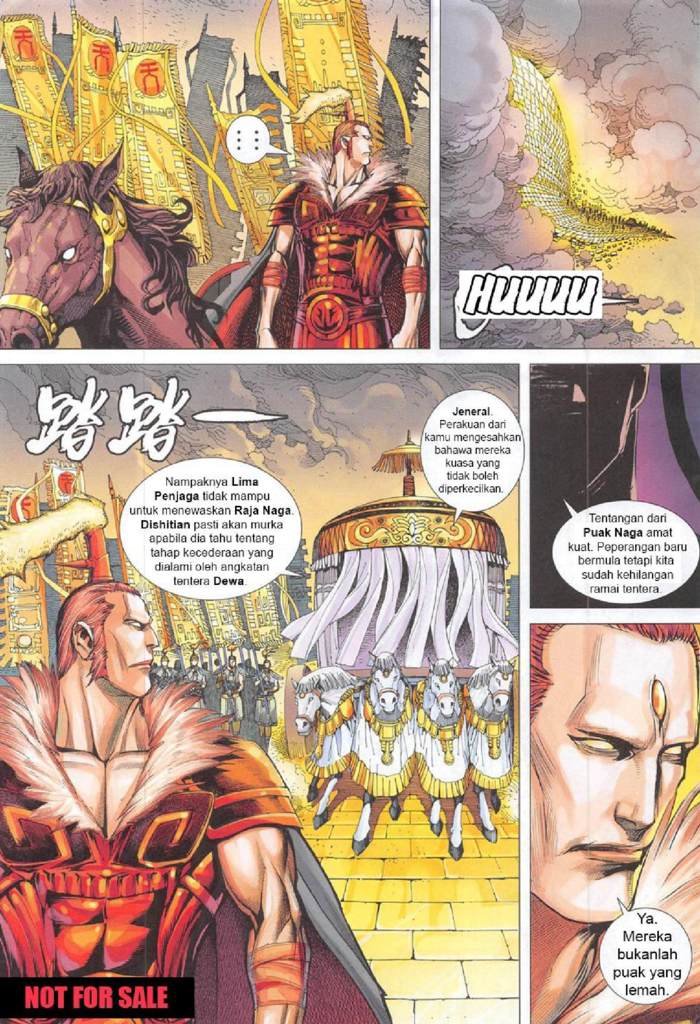 天 天 天
...
HUUUU
踏踏
Jeneral.
Perakuan dari
kamu mengesahkan
bahawa mereka
kuasa yang
tidak boleh
diperkecilkan.
Nampaknya Lima
Penjaga tidak mampu
untuk menewaskan Raja Naga.
Dishitian pasti akan murka
apabila dia tahu tentang
tahap kecederaan yang
dialami oleh angkatan
tentera Dewa.
Tentangan dari
Puak Naga amat
kuat. Peperangan baru
bermula tetapi kita
sudah kehilangan
ramai tentera.
Ya.
Mereka
bukanlah
puak yang
lemah.
NOT FOR SALE